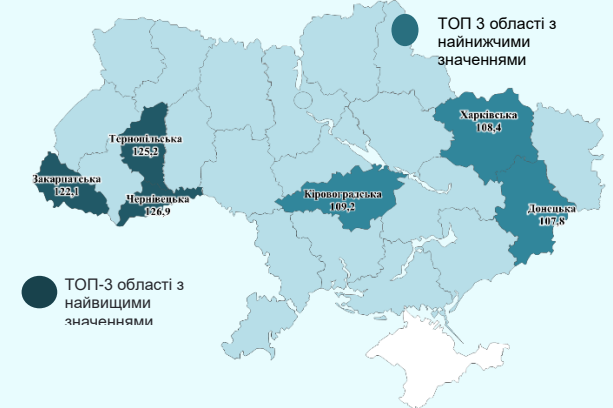 ТОП 3 області з
найнижчими
значеннями
Харківська
108,4
Тернопільська
125,2
Закарпатська
122,1
Чернівецька
126,9
Кіровоградська
109,2
Донецька
107,8
ТОП-3 області з
найвищими
значеннями